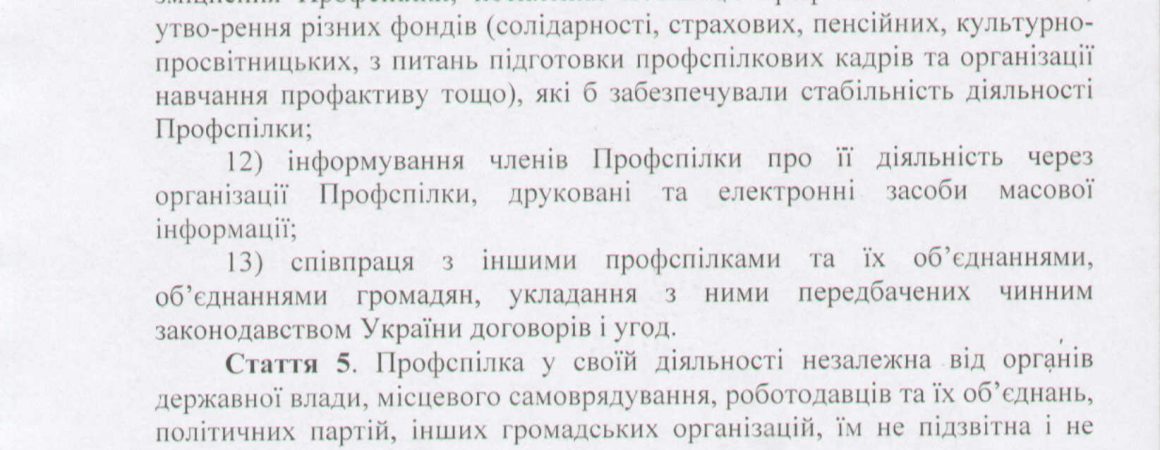 утво-рення різних фондів (солідарності, страхових, пенсійних, культурно-
просвітницьких, з питань підготовки профспілкових кадрів та організації
навчання профактиву тощо), які б забезпечували стабільність діяльності
Профспілки;
12) інформування членів Профспілки про її діяльність через
організації Профспілки, друковані та електронні засоби масової
інформації;
13) співпраця з іншими профспілками та їх об’єднаннями,
об’єднаннями громадян, укладання з ними передбачених чинним
законодавством України договорів і угод.
Стаття 5. Профспілка у своїй діяльності незалежна від органів
державної влади, місцевого самоврядування, роботодавців та їх об’єднань,
політичних партій, інших громадських організацій, їм не підзвітна і не